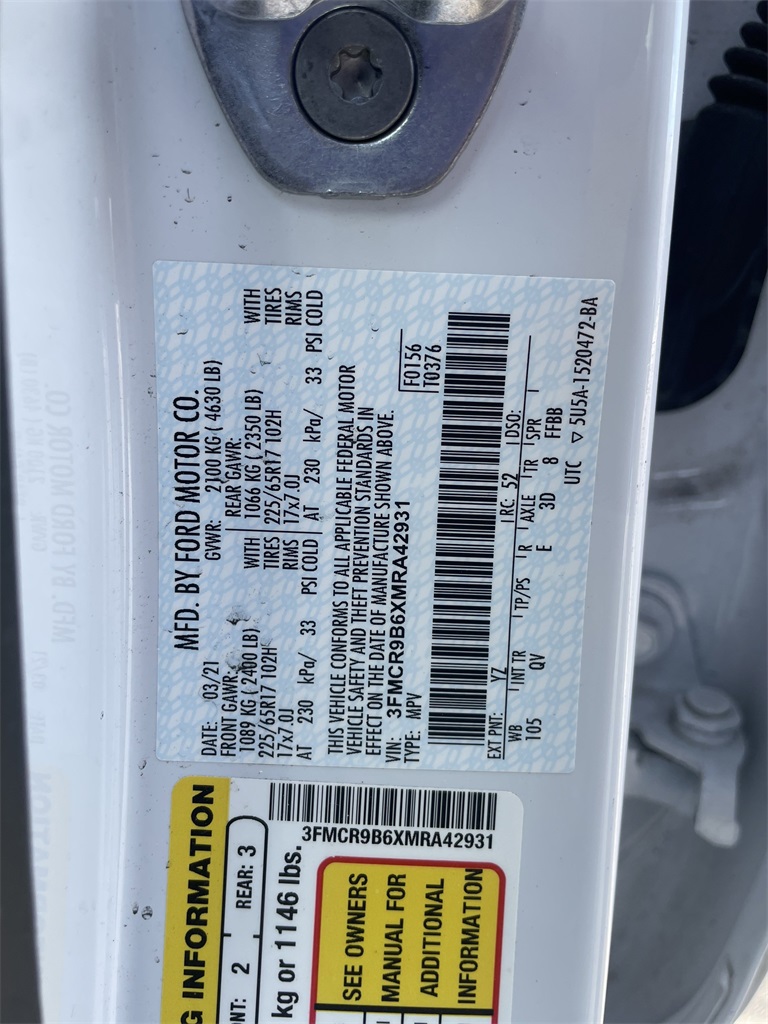 MFD. BY FORD MOTOR CO.
DATE: 03/21 GVWR: 2100 KG ( 4630 LB)
FRONT GAWR: REAR GAWR:
1089 KG ( 2400 LB) WITH 1066 KG ( 2350 LB) WITH
225/65R17 102H TIRES 225/65R17 102H TIRES
17x7.0J RIMS 17x7.0J RIMS
AT 230 kPa/ 33 PSI COLD AT 230 kPa/ 33 PSI COLD
THIS VEHICLE CONFORMS TO ALL APPLICABLE FEDERAL MOTOR
VEHICLE SAFETY AND THEFT PREVENTION STANDARDS IN
EFFECT ON THE DATE OF MANUFACTURE SHOWN ABOVE.
VIN: 3FMCR9B6XMRA42931 F0156
TYPE: MPV T0376
EXT PNT: YZ RC: 52 DSO:
WB INT TR TP/PS R AXLE TR SPR
105 QV E 3D 8 FFBB
UTC ▽ 5U5A-1520472-BA
G INFORMATION
ONT: 2 REAR: 3
kg or 1146 lbs.
3FMCR9B6XMRA42931
SEE OWNERS
MANUAL FOR
ADDITIONAL
INFORMATION